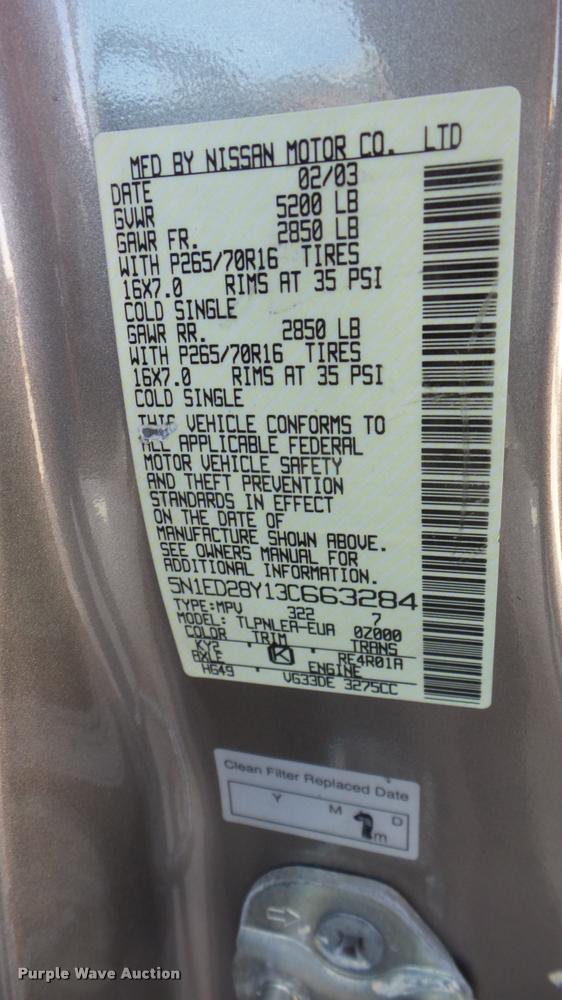 MFD BY NISSAN MOTOR CO. LTD
DATE 02/03
GVWR 5200 LB
GAWR FR. 2850 LB
WITH P265/70R16 TIRES
16X7.0 RIMS AT 35 PSI
COLD SINGLE
GAWR RR. 2850 LB
WITH P265/70R16 TIRES
16X7.0 RIMS AT 35 PSI
COLD SINGLE
THIS VEHICLE CONFORMS TO
ALL APPLICABLE FEDERAL
MOTOR VEHICLE SAFETY
AND THEFT PREVENTION
STANDARDS IN EFFECT
ON THE DATE OF
MANUFACTURE SHOWN ABOVE.
SEE OWNERS MANUAL FOR
ADDITIONAL INFORMATION.
5N1ED28Y13C663284
TYPE:MPV 322 7
MODEL: TLPNLEA-EUA 0Z000
COLOR TRIM TRANS
KY2 K RE4R01A
AXLE ENGINE
HG49 VG33DE 3275CC
Clean Filter Replaced Date
Y M D
m
Purple Wave Auction